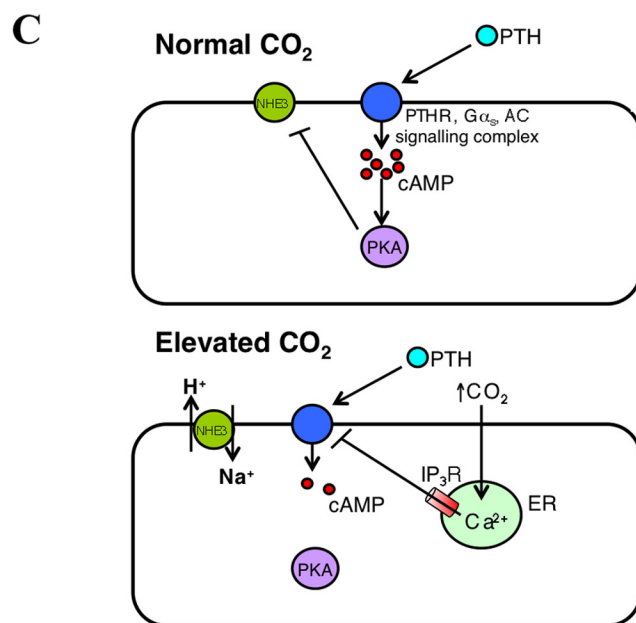 C
Normal CO₂
PTH
NHE3
PTHR, Gαₛ, AC
signalling complex
cAMP
PKA
Elevated CO₂
PTH
H⁺
↑CO₂
NHE3
Na⁺
IP₃R
cAMP
Ca²⁺
ER
PKA